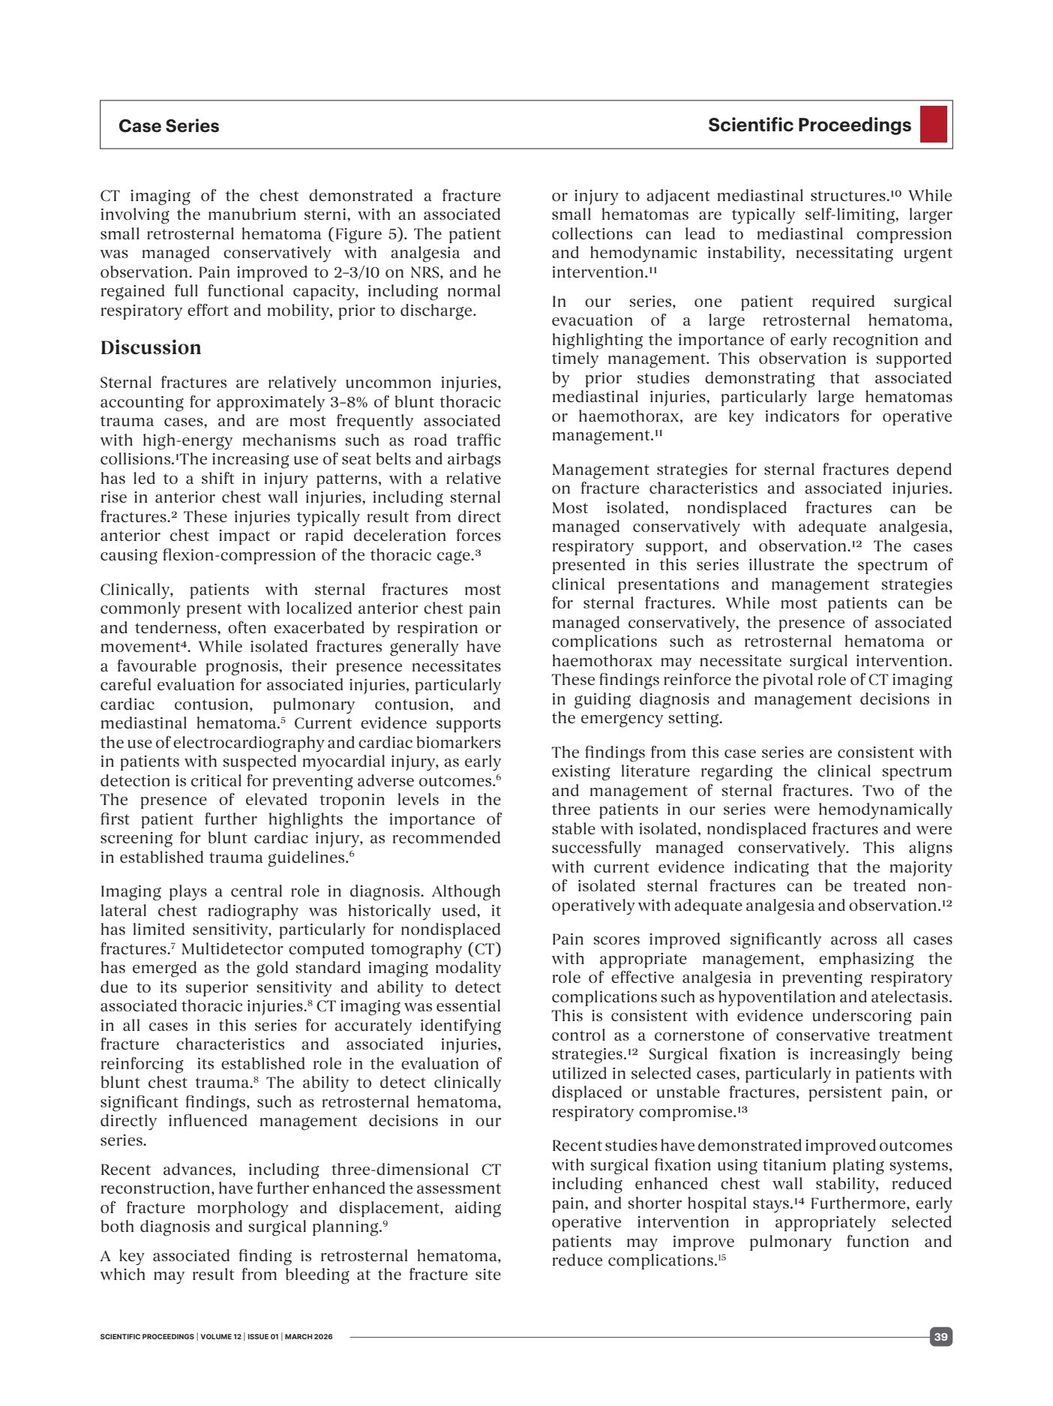 Case Series
Scientific Proceedings
CT imaging of the chest demonstrated a fracture
involving the manubrium sterni, with an associated
small retrosternal hematoma (Figure 5). The patient
was managed conservatively with analgesia and
observation. Pain improved to 2–3/10 on NRS, and he
regained full functional capacity, including normal
respiratory effort and mobility, prior to discharge.
Discussion
Sternal fractures are relatively uncommon injuries,
accounting for approximately 3–8% of blunt thoracic
trauma cases, and are most frequently associated
with high-energy mechanisms such as road traffic
collisions.¹The increasing use of seat belts and airbags
has led to a shift in injury patterns, with a relative
rise in anterior chest wall injuries, including sternal
fractures.² These injuries typically result from direct
anterior chest impact or rapid deceleration forces
causing flexion-compression of the thoracic cage.³
Clinically, patients with sternal fractures most
commonly present with localized anterior chest pain
and tenderness, often exacerbated by respiration or
movement⁴. While isolated fractures generally have
a favourable prognosis, their presence necessitates
careful evaluation for associated injuries, particularly
cardiac contusion, pulmonary contusion, and
mediastinal hematoma.⁵ Current evidence supports
the use of electrocardiography and cardiac biomarkers
in patients with suspected myocardial injury, as early
detection is critical for preventing adverse outcomes.⁶
The presence of elevated troponin levels in the
first patient further highlights the importance of
screening for blunt cardiac injury, as recommended
in established trauma guidelines.⁶
Imaging plays a central role in diagnosis. Although
lateral chest radiography was historically used, it
has limited sensitivity, particularly for nondisplaced
fractures.⁷ Multidetector computed tomography (CT)
has emerged as the gold standard imaging modality
due to its superior sensitivity and ability to detect
associated thoracic injuries.⁸ CT imaging was essential
in all cases in this series for accurately identifying
fracture characteristics and associated injuries,
reinforcing its established role in the evaluation of
blunt chest trauma.⁸ The ability to detect clinically
significant findings, such as retrosternal hematoma,
directly influenced management decisions in our
series.
Recent advances, including three-dimensional CT
reconstruction, have further enhanced the assessment
of fracture morphology and displacement, aiding
both diagnosis and surgical planning.⁹
A key associated finding is retrosternal hematoma,
which may result from bleeding at the fracture site
or injury to adjacent mediastinal structures.¹⁰ While
small hematomas are typically self-limiting, larger
collections can lead to mediastinal compression
and hemodynamic instability, necessitating urgent
intervention.¹¹
In our series, one patient required surgical
evacuation of a large retrosternal hematoma,
highlighting the importance of early recognition and
timely management. This observation is supported
by prior studies demonstrating that associated
mediastinal injuries, particularly large hematomas
or haemothorax, are key indicators for operative
management.¹¹
Management strategies for sternal fractures depend
on fracture characteristics and associated injuries.
Most isolated, nondisplaced fractures can be
managed conservatively with adequate analgesia,
respiratory support, and observation.¹² The cases
presented in this series illustrate the spectrum of
clinical presentations and management strategies
for sternal fractures. While most patients can be
managed conservatively, the presence of associated
complications such as retrosternal hematoma or
haemothorax may necessitate surgical intervention.
These findings reinforce the pivotal role of CT imaging
in guiding diagnosis and management decisions in
the emergency setting.
The findings from this case series are consistent with
existing literature regarding the clinical spectrum
and management of sternal fractures. Two of the
three patients in our series were hemodynamically
stable with isolated, nondisplaced fractures and were
successfully managed conservatively. This aligns
with current evidence indicating that the majority
of isolated sternal fractures can be treated non-
operatively with adequate analgesia and observation.¹²
Pain scores improved significantly across all cases
with appropriate management, emphasizing the
role of effective analgesia in preventing respiratory
complications such as hypoventilation and atelectasis.
This is consistent with evidence underscoring pain
control as a cornerstone of conservative treatment
strategies.¹² Surgical fixation is increasingly being
utilized in selected cases, particularly in patients with
displaced or unstable fractures, persistent pain, or
respiratory compromise.¹³
Recent studies have demonstrated improved outcomes
with surgical fixation using titanium plating systems,
including enhanced chest wall stability, reduced
pain, and shorter hospital stays.¹⁴ Furthermore, early
operative intervention in appropriately selected
patients may improve pulmonary function and
reduce complications.¹⁵
SCIENTIFIC PROCEEDINGS | VOLUME 12 | ISSUE 01 | MARCH 2026
39